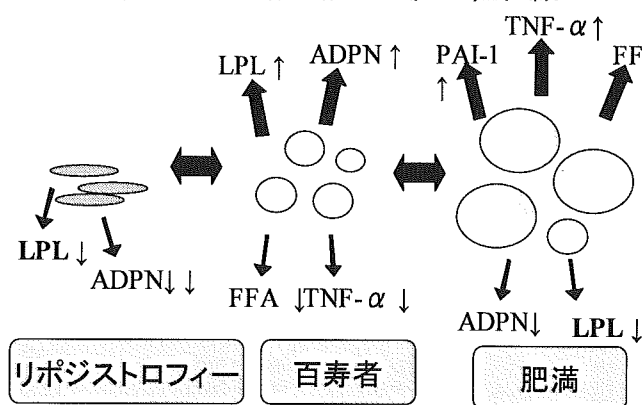 TNF-α↑
LPL↑ ADPN↑ PAI-1 FF
↑
LPL↓
ADPN↓↓
FFA ↓TNF-α ↓
ADPN↓ LPL↓
リポジストロフィー 百寿者 肥満